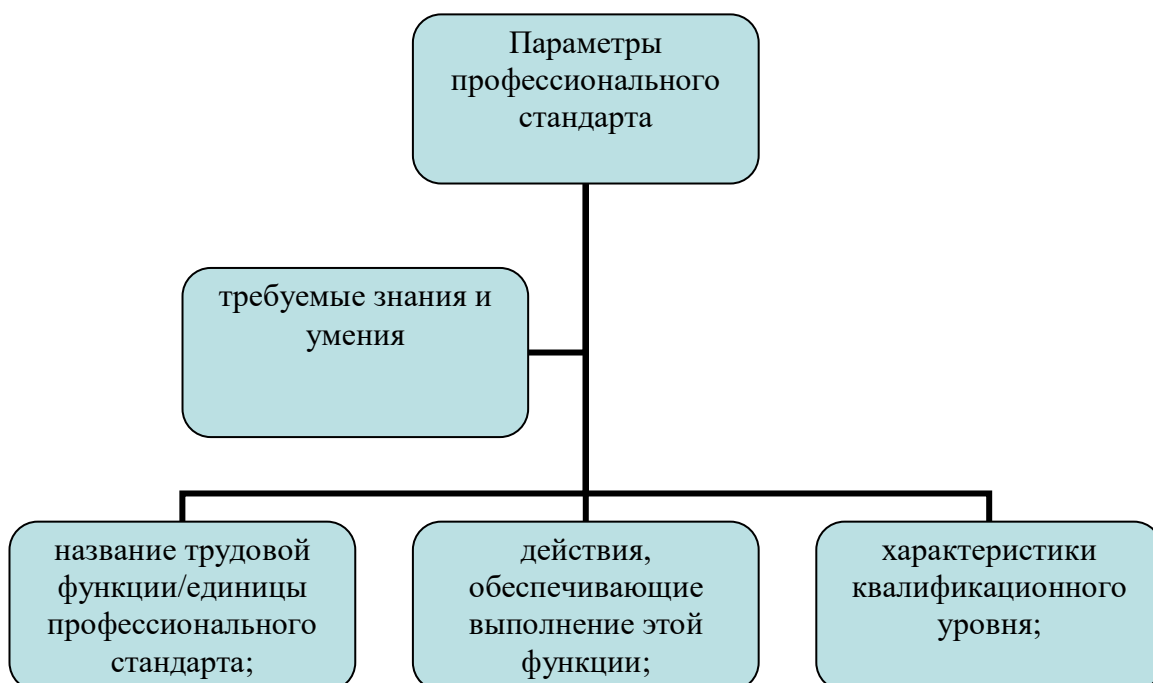 Параметры
профессионального
стандарта
требуемые знания и
умения
название трудовой
функции/единицы
профессионального
стандарта;
действия,
обеспечивающие
выполнение этой
функции;
характеристики
квалификационного
уровня;